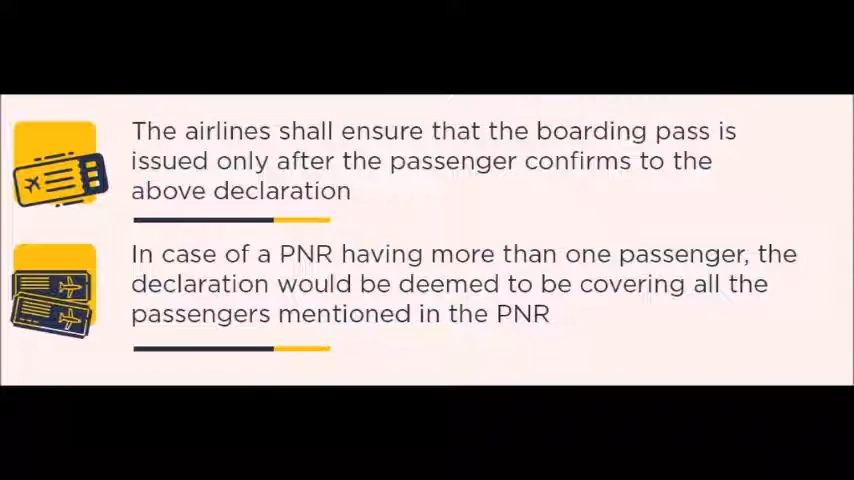 The airlines shall ensure that the boarding pass is
issued only after the passenger confirms to the
above declaration
In case of a PNR having more than one passenger, the
declaration would be deemed to be covering all the
passengers mentioned in the PNR